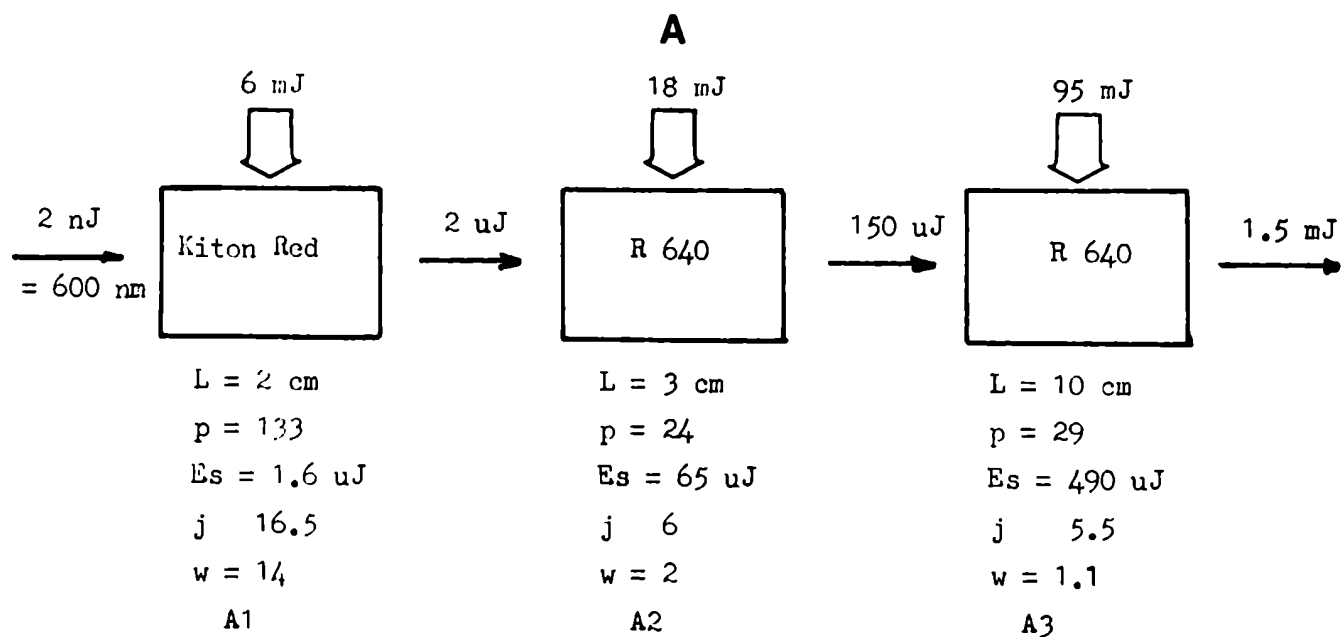 A
6 mJ
18 mJ
95 mJ
2 nJ
= 600 nm
Kiton Red
2 uJ
R 640
150 uJ
R 640
1.5 mJ
L = 2 cm
p = 133
Es = 1.6 uJ
j 16.5
w = 14
A1
L = 3 cm
p = 24
Es = 65 uJ
j 6
w = 2
A2
L = 10 cm
p = 29
Es = 490 uJ
j 5.5
w = 1.1
A3